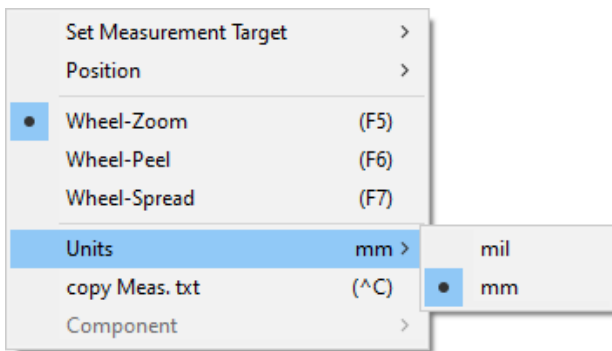 Set Measurement Target >
Position >
Wheel-Zoom (F5)
Wheel-Peel (F6)
Wheel-Spread (F7)
Units mm >
mil
copy Meas. txt (^C)
mm
Component >